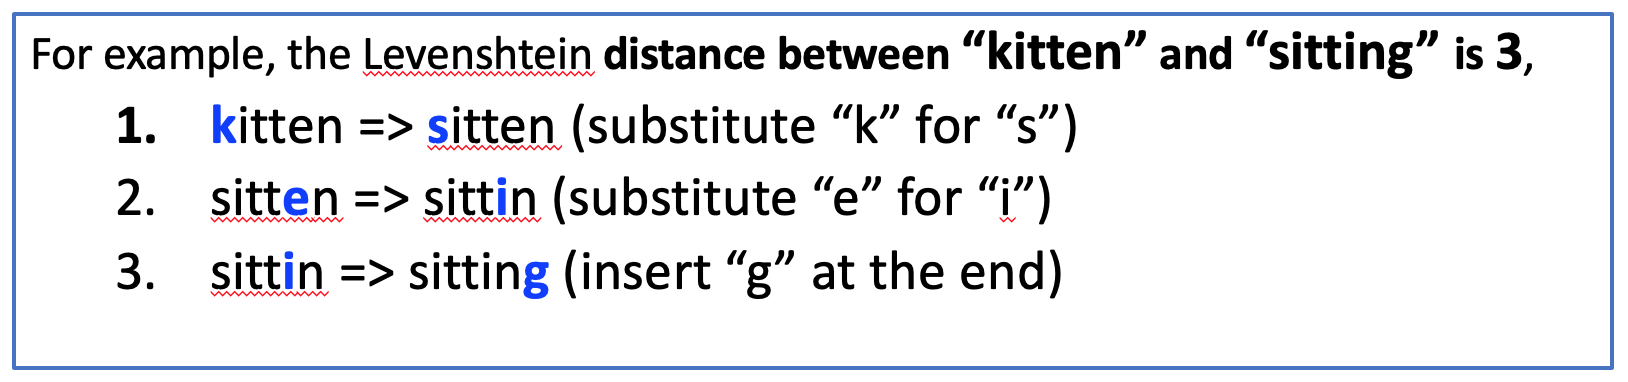 For example, the Levenshtein distance between “kitten” and “sitting” is 3,
1. kitten => sitten (substitute “k” for “s”)
2. sitten => sittin (substitute “e” for “i”)
3. sittin => sitting (insert “g” at the end)